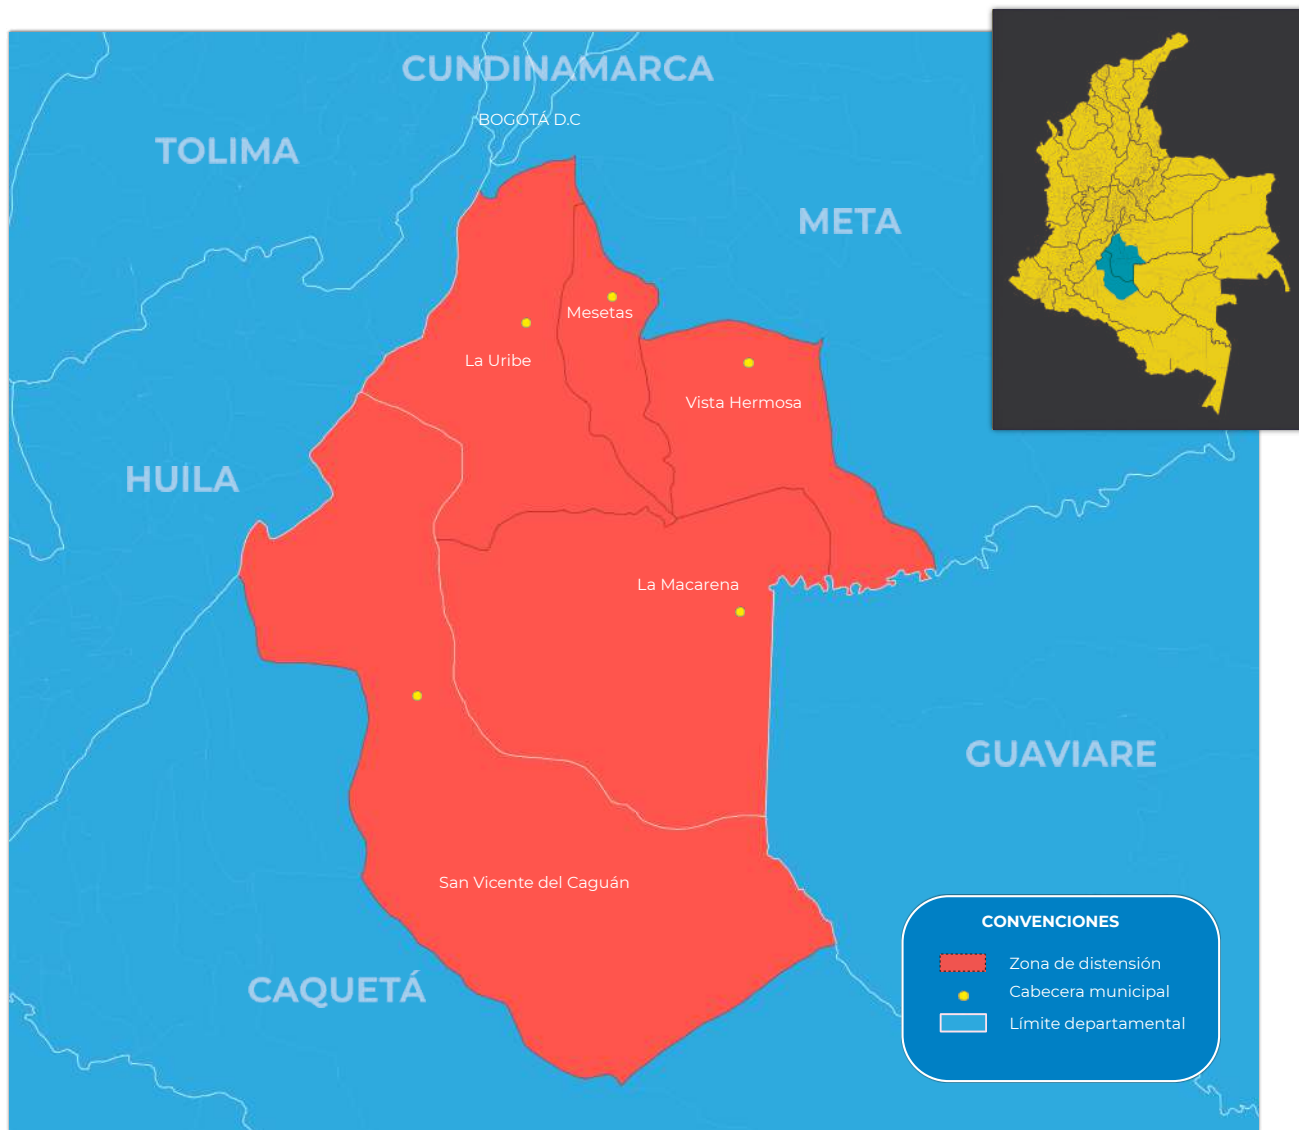 CUNDINAMARCA
BOGOTÁ D.C
TOLIMA
META
Mesetas
La Uribe
Vista Hermosa
HUILA
La Macarena
GUAVIARE
San Vicente del Caguán
CAQUETÁ
CONVENCIONES
Zona de distensión
Cabecera municipal
Límite departamental